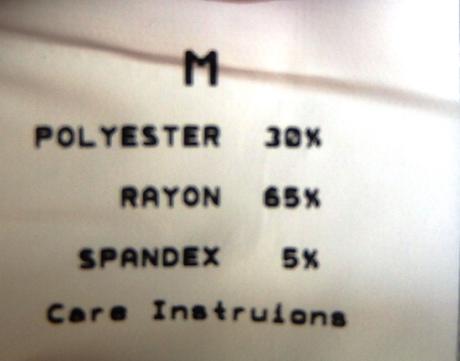 M
POLYESTER 30%
RAYON 65%
SPANDEX 5%
Care Instruions